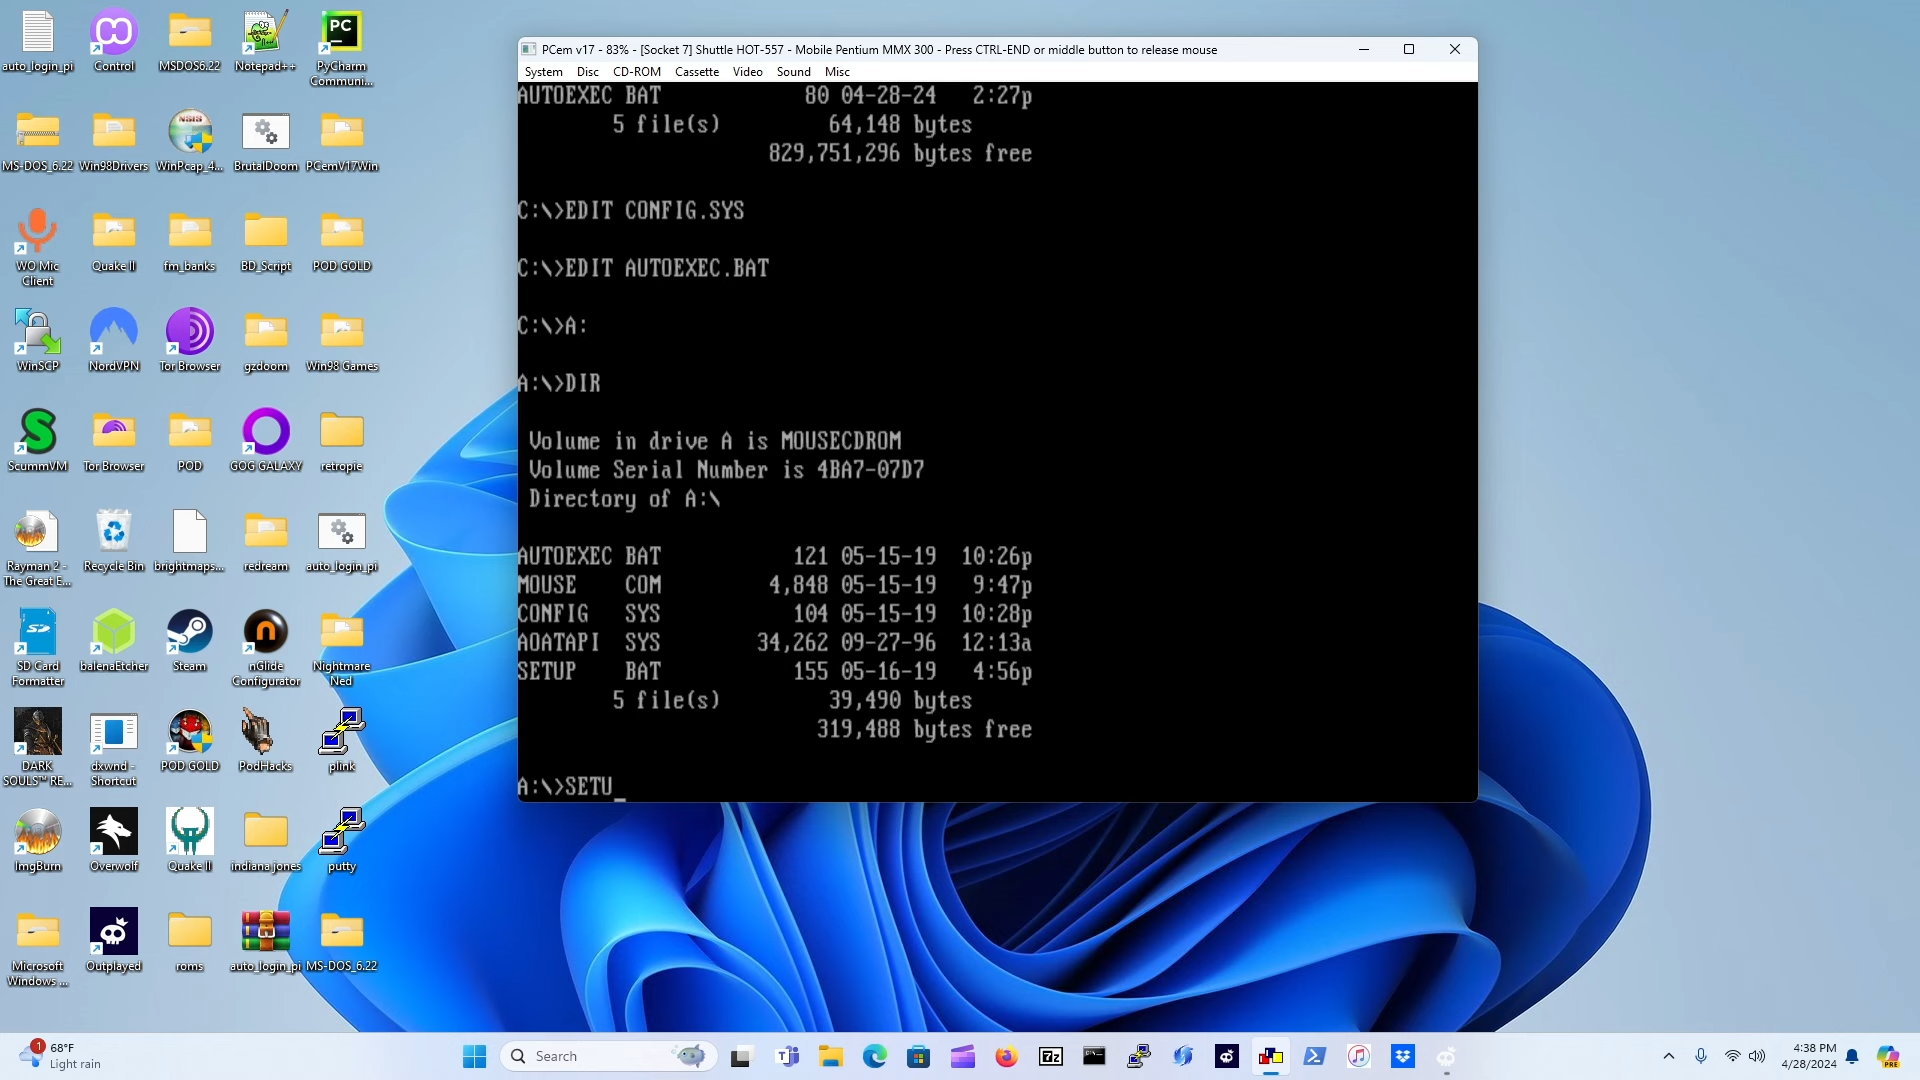 auto_login_pi
Control
MSDOS6.22
Notepad++
PyCharm
Communi...
MS-DOS_6.22
Win98Drivers
WinPcap_4...
BrutalDoom
PCemV17Win
WO Mic
Client
Quake II
fm_banks
BD_Script
POD GOLD
WinSCP
NordVPN
Tor Browser
gzdoom
Win98 Games
ScummVM
Tor Browser
POD
GOG GALAXY
retropie
Rayman 2 -
The Great E...
Recycle Bin
brightmaps...
redream
auto_login_pi
SD Card
Formatter
balenaEtcher
Steam
nGlide
Configurator
Nightmare
Ned
DARK
SOULS™ RE...
dxwnd -
Shortcut
POD GOLD
PodHacks
plink
ImgBurn
Overwolf
Quake II
indiana jones
putty
Microsoft
Windows ...
Outplayed
roms
auto_login_pi
MS-DOS_6.22
PCem v17 - 83% - [Socket 7] Shuttle HOT-557 - Mobile Pentium MMX 300 - Press CTRL-END or middle button to release mouse
System Disc CD-ROM Cassette Video Sound Misc
AUTOEXEC BAT 80 04-28-24 2:27p
5 file(s) 64,148 bytes
829,751,296 bytes free
C:\>EDIT CONFIG.SYS
C:\>EDIT AUTOEXEC.BAT
C:\>A:
A:\>DIR
Volume in drive A is MOUSECDROM
Volume Serial Number is 4BA7-07D7
Directory of A:\
AUTOEXEC BAT 121 05-15-19 10:26p
MOUSE COM 4,848 05-15-19 9:47p
CONFIG SYS 104 05-15-19 10:28p
AOATAPI SYS 34,262 09-27-96 12:13a
SETUP BAT 155 05-16-19 4:56p
5 file(s) 39,490 bytes
319,488 bytes free
A:\>SETU_
1
68°F
Light rain
Search
4:38 PM
4/28/2024